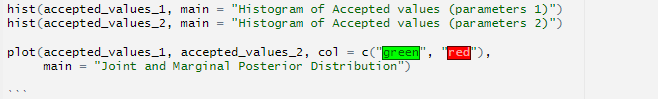 hist(accepted_values_1, main = "Histogram of Accepted values (parameters 1)")
hist(accepted_values_2, main = "Histogram of Accepted values (parameters 2)")
plot(accepted_values_1, accepted_values_2, col = c("green", "red"),
main = "Joint and Marginal Posterior Distribution")
```